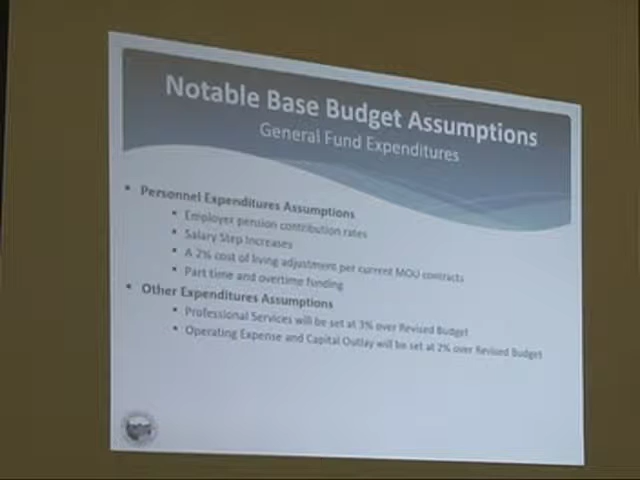 Notable Base Budget Assumptions
General Fund Expenditures
• Personnel Expenditures Assumptions
• Employer pension contribution rates
• Salary Step Increases
• A 2% cost of living adjustment per current MOU contracts
• Part time and overtime funding
• Other Expenditures Assumptions
• Professional Services will be set at 3% over Revised Budget
• Operating Expense and Capital Outlay will be set at 2% over Revised Budget